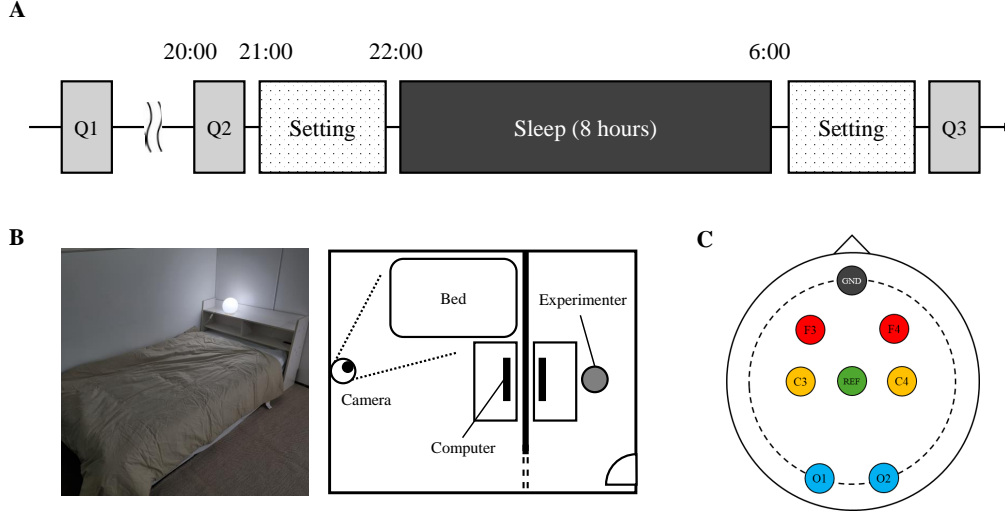 A
20:00 21:00 22:00 6:00
Q1 Q2 Setting Sleep (8 hours) Setting Q3
B
Bed
Experimenter
Camera
Computer
C
GND
F3 F4
C3 REF C4
O1 O2